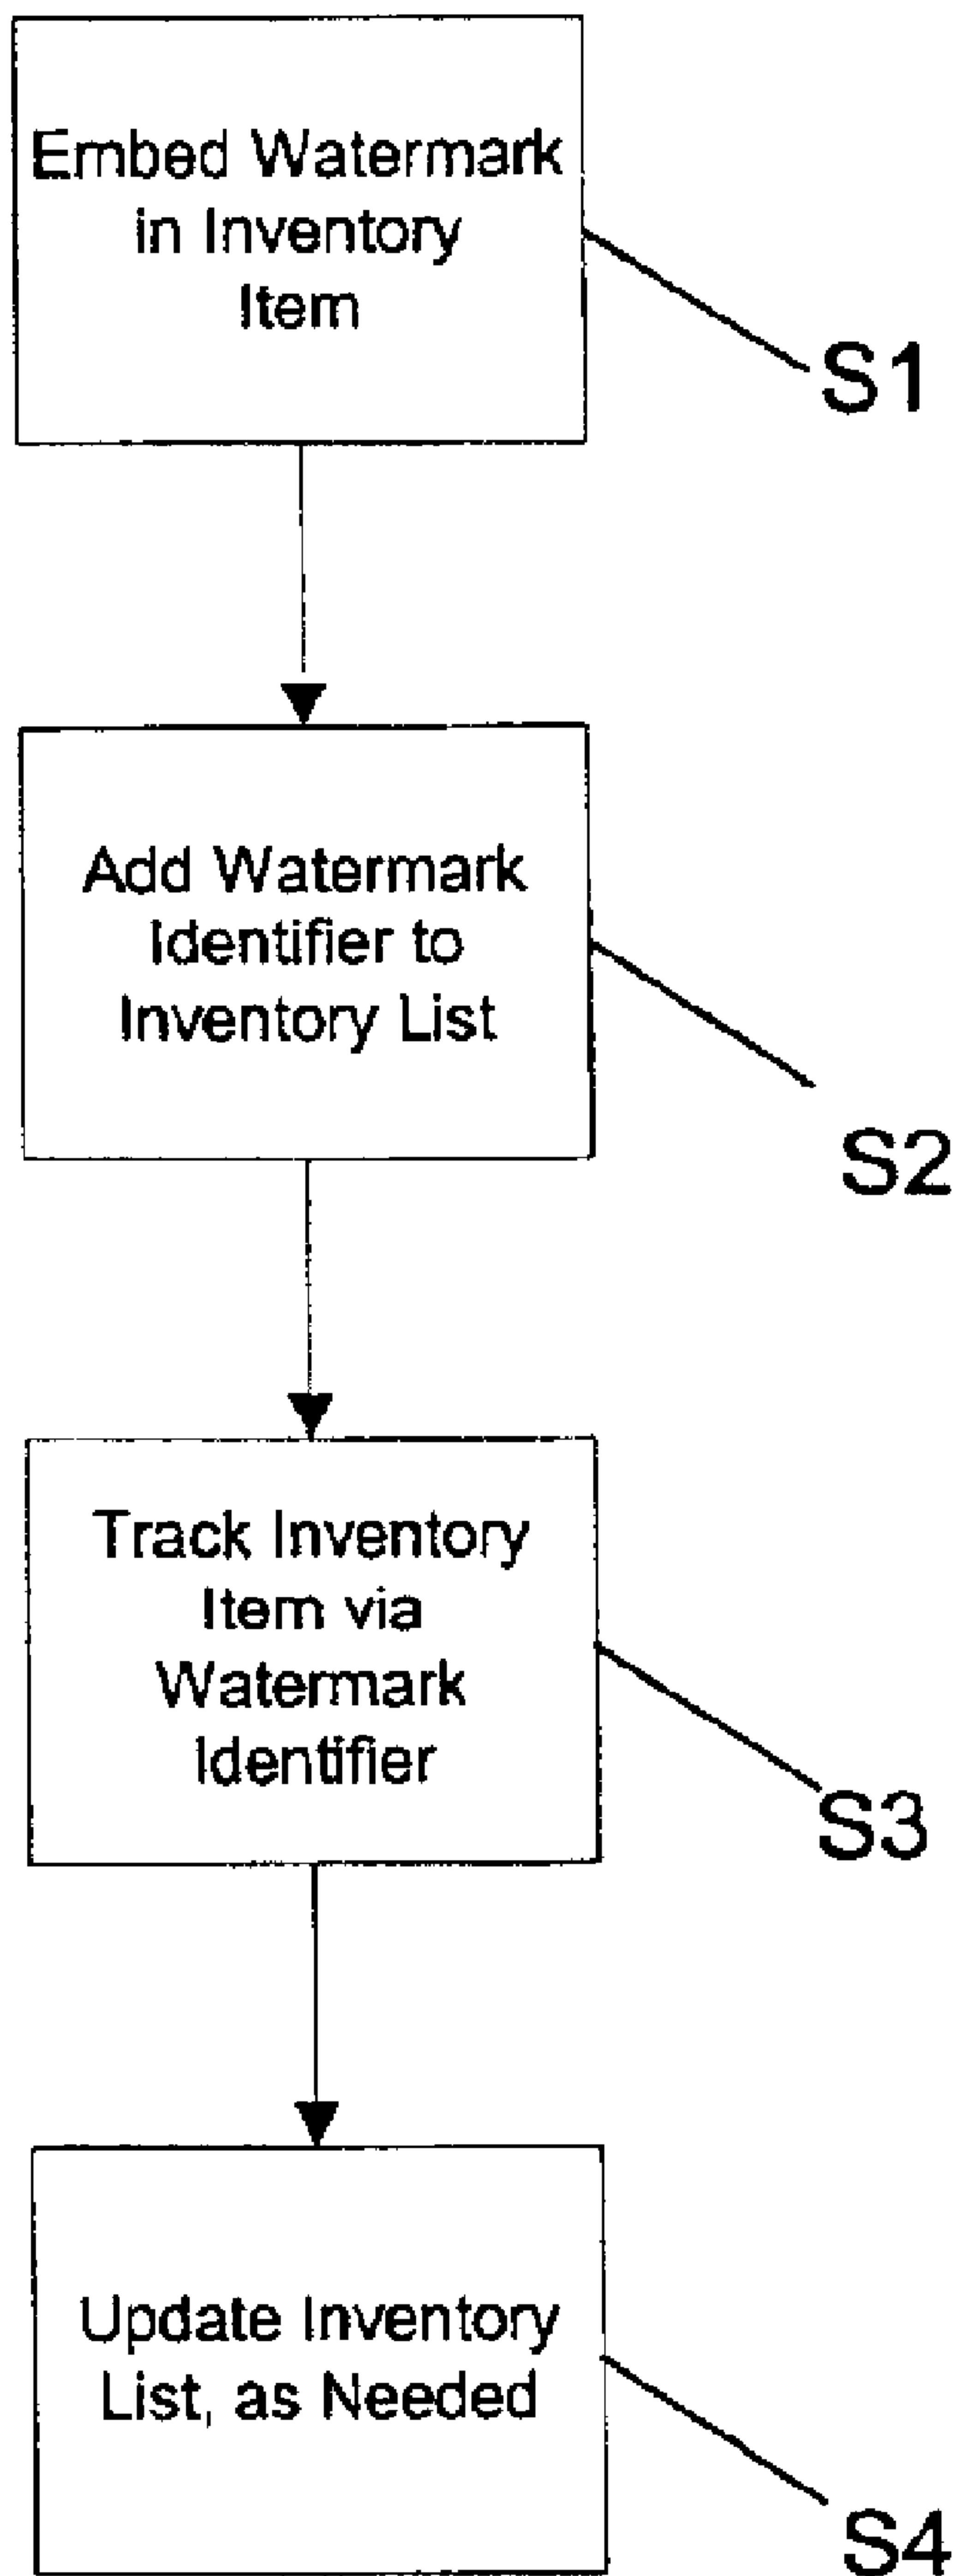 Embed Watermark
in Inventory
Item
S1
Add Watermark
Identifier to
Inventory List
S2
Track Inventory
Item via
Watermark
Identifier
S3
Update Inventory
List, as Needed
S4